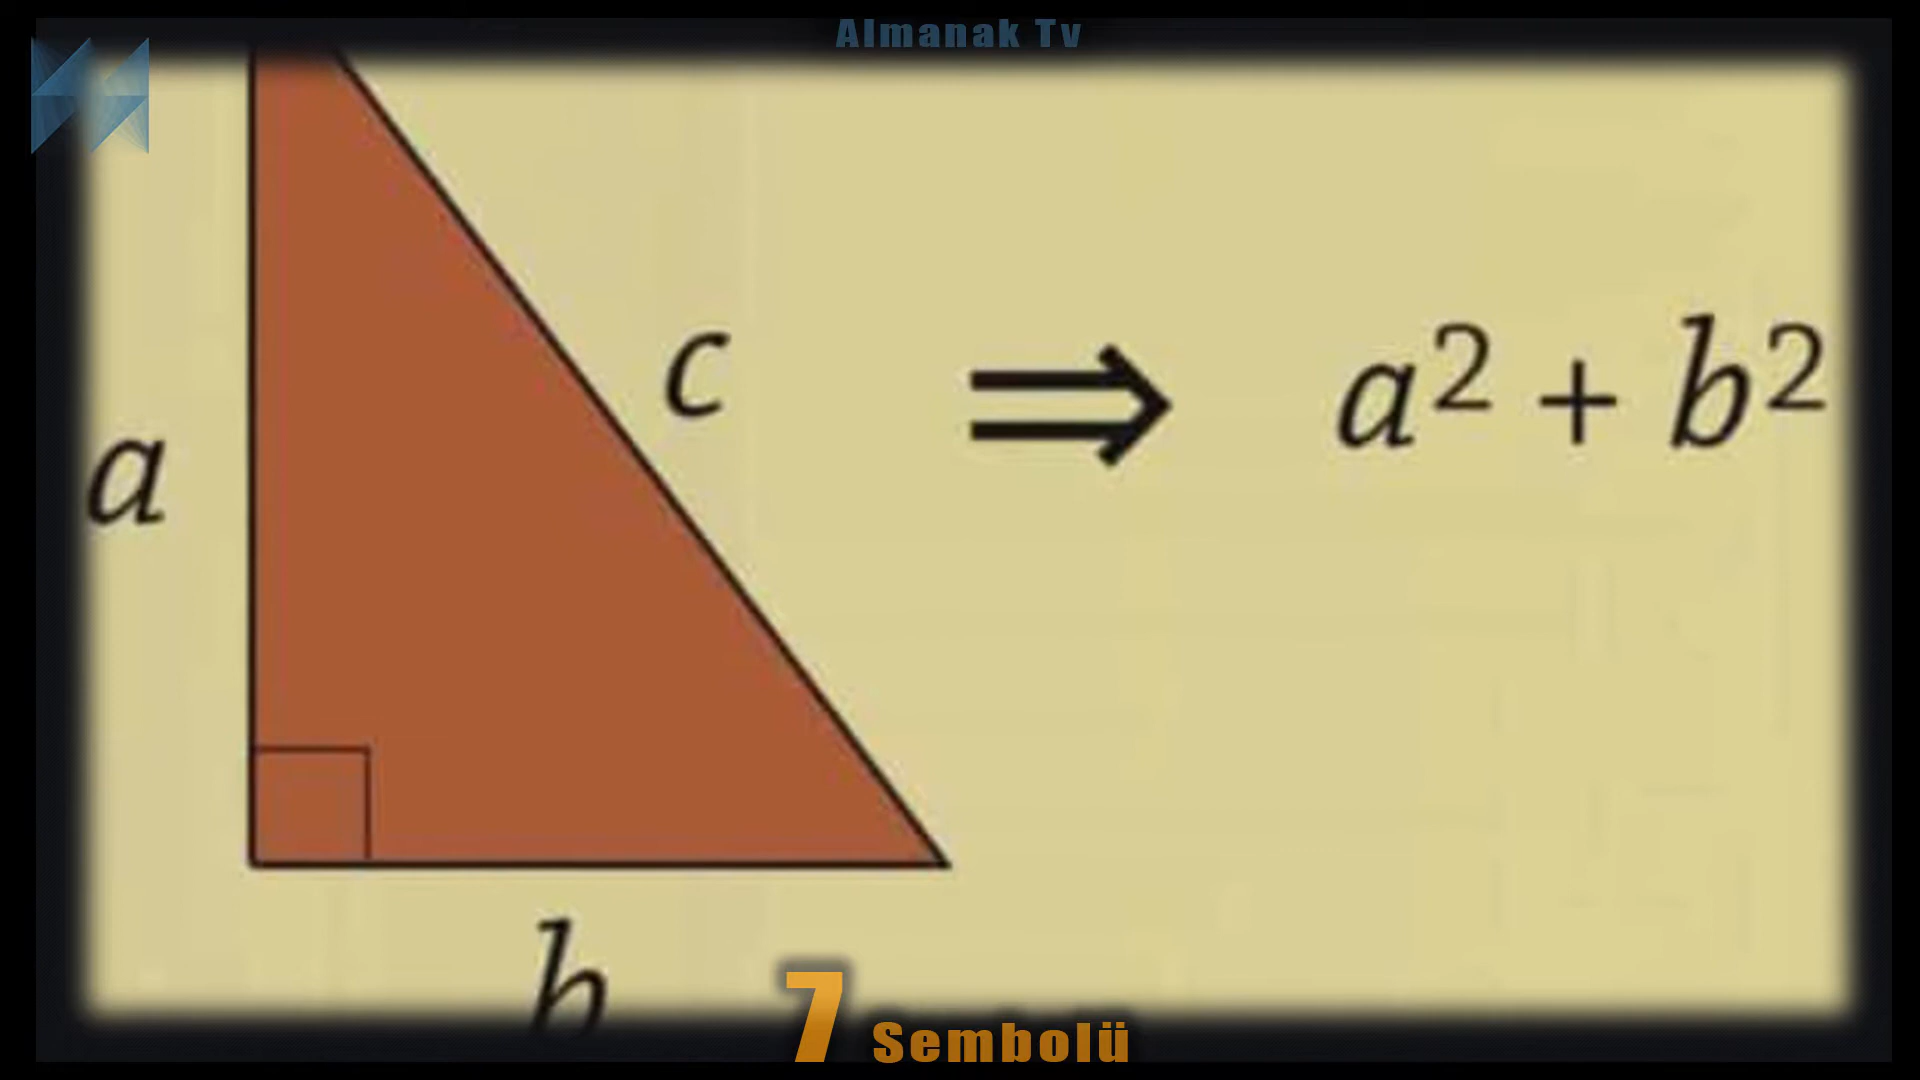 Almanak Tv
c
⇒ a² + b²
a
b
7 Sembolü